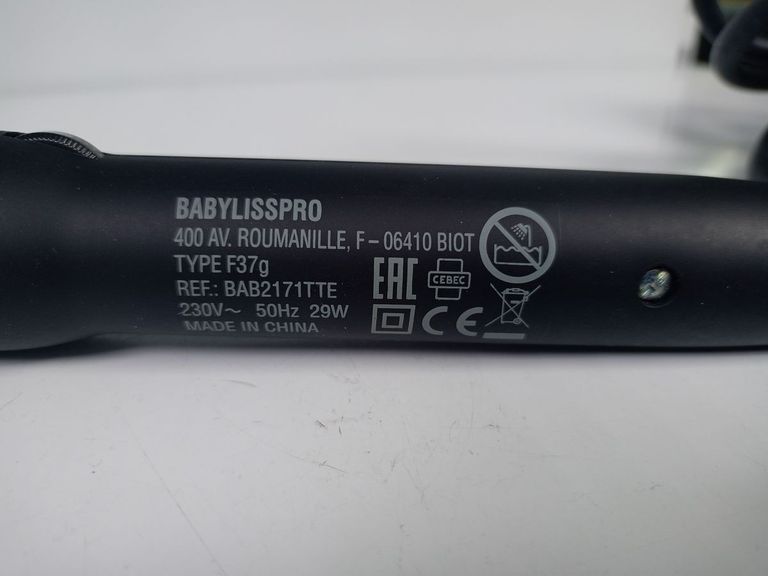 BABYLISSPRO
400 AV. ROUMANILLE, F – 06410 BIOT
TYPE F37g
REF.: BAB2171TTE
230V~ 50Hz 29W
MADE IN CHINA
EAC
CEBEC
CE